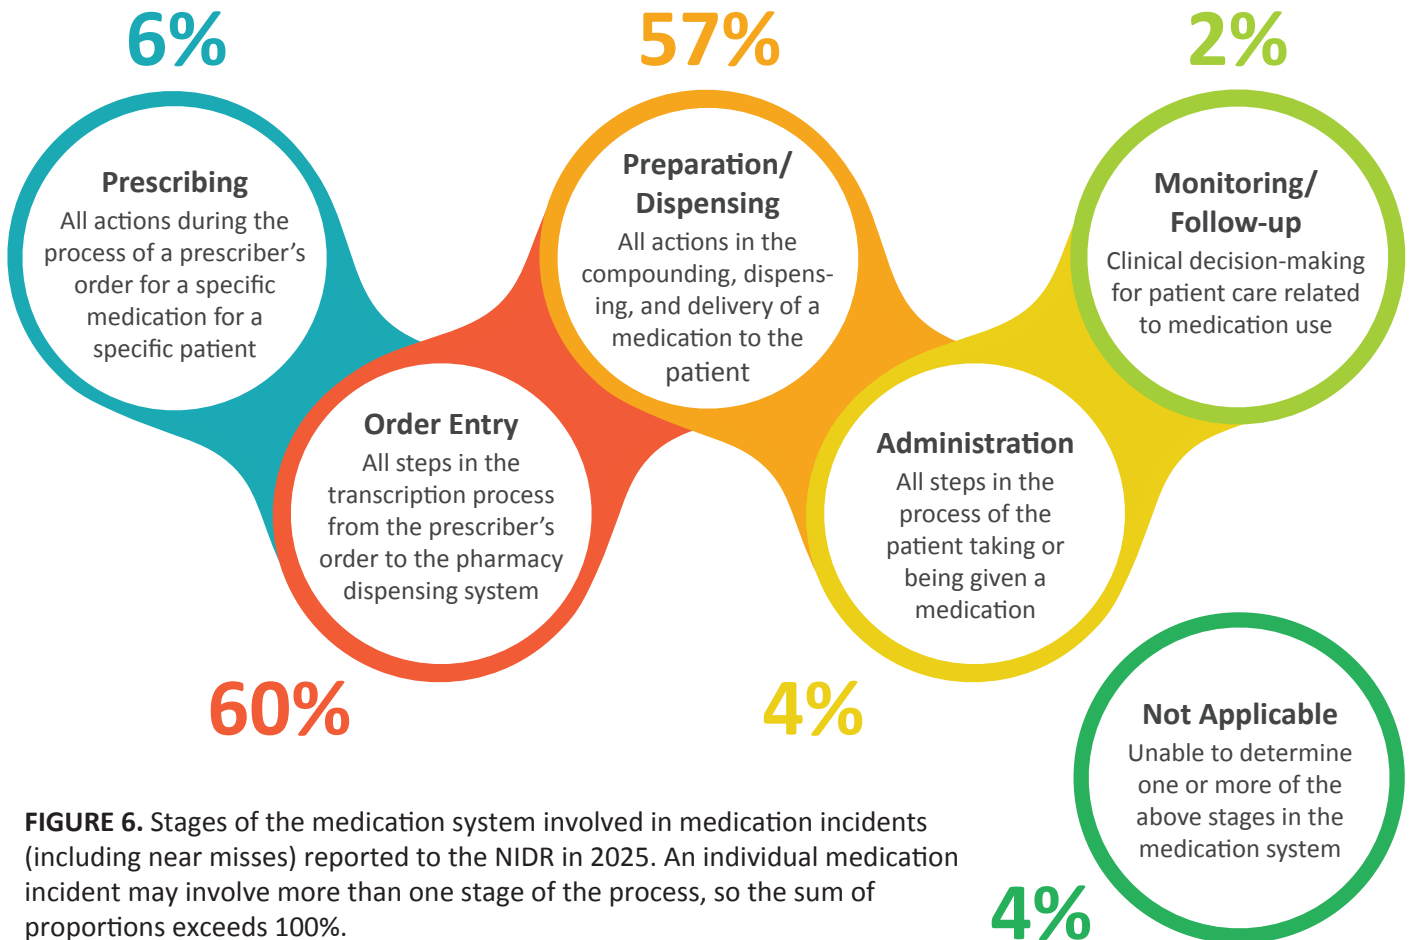 6%
Prescribing
All actions during the
process of a prescriber’s
order for a specific
medication for a
specific patient
60%
Order Entry
All steps in the
transcription process
from the prescriber’s
order to the pharmacy
dispensing system
57%
Preparation/
Dispensing
All actions in the
compounding, dispens-
ing, and delivery of a
medication to the
patient
4%
Administration
All steps in the
process of the
patient taking or
being given a
medication
2%
Monitoring/
Follow-up
Clinical decision-making
for patient care related
to medication use
4%
Not Applicable
Unable to determine
one or more of the
above stages in the
medication system
FIGURE 6. Stages of the medication system involved in medication incidents
(including near misses) reported to the NIDR in 2025. An individual medication
incident may involve more than one stage of the process, so the sum of
proportions exceeds 100%.